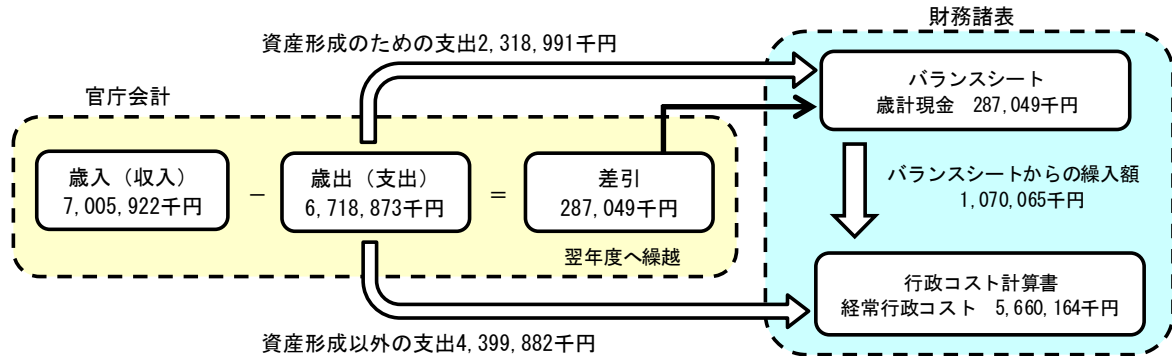 財務諸表
資産形成のための支出2,318,991千円
バランスシート
歳計現金 287,049千円
官庁会計
歳入(収入)
7,005,922千円
－
歳出(支出)
6,718,873千円
＝
差引
287,049千円
翌年度へ繰越
バランスシートからの繰入額
1,070,065千円
行政コスト計算書
経常行政コスト 5,660,164千円
資産形成以外の支出4,399,882千円